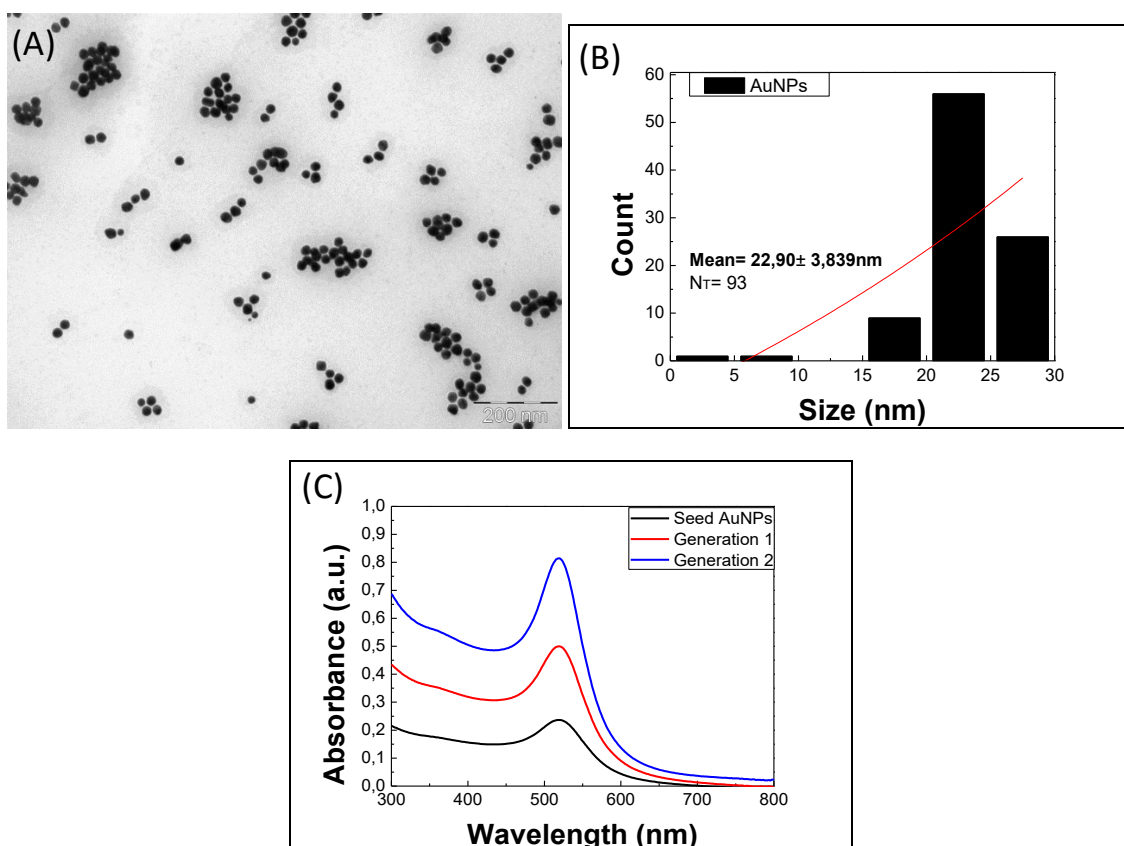 (A)
200 nm
(B)
AuNPs
Mean= 22,90± 3,839nm
NT= 93
Count
60
50
40
30
20
10
0
0 5 10 15 20 25 30
Size (nm)
(C)
Seed AuNPs
Generation 1
Generation 2
Absorbance (a.u.)
1,0
0,9
0,8
0,7
0,6
0,5
0,4
0,3
0,2
0,1
0,0
300 400 500 600 700 800
Wavelength (nm)